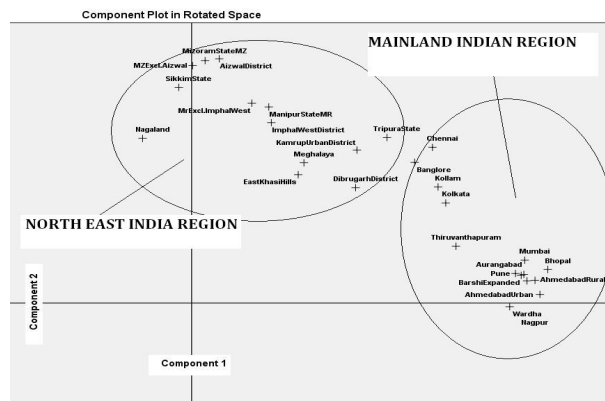 Component Plot in Rotated Space
MAINLAND INDIAN REGION
MizoramStateMZ
MZExcl.Aizwal
AizwalDistrict
SikkimState
MrExcl.ImphalWest
ManipurStateMR
ImphalWestDistrict
Nagaland
TripuraState
Chennai
KamrupUrbanDistrict
Meghalaya
Banglore
EastKhasiHills
DibrugarhDistrict
Kollam
Kolkata
NORTH EAST INDIA REGION
Thiruvanthapuram
Mumbai
Aurangabad
Bhopal
Pune
AhmedabadRural
BarshiExpanded
AhmedabadUrban
Wardha
Nagpur
Component 2
Component 1